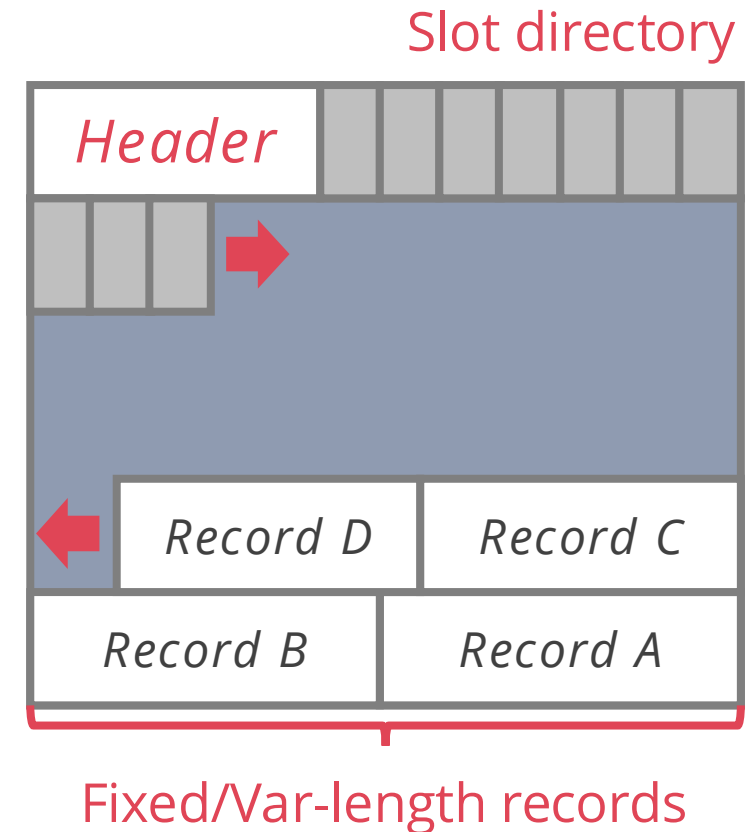 Slot directory
Header
Record D Record C
Record B Record A
Fixed/Var-length records